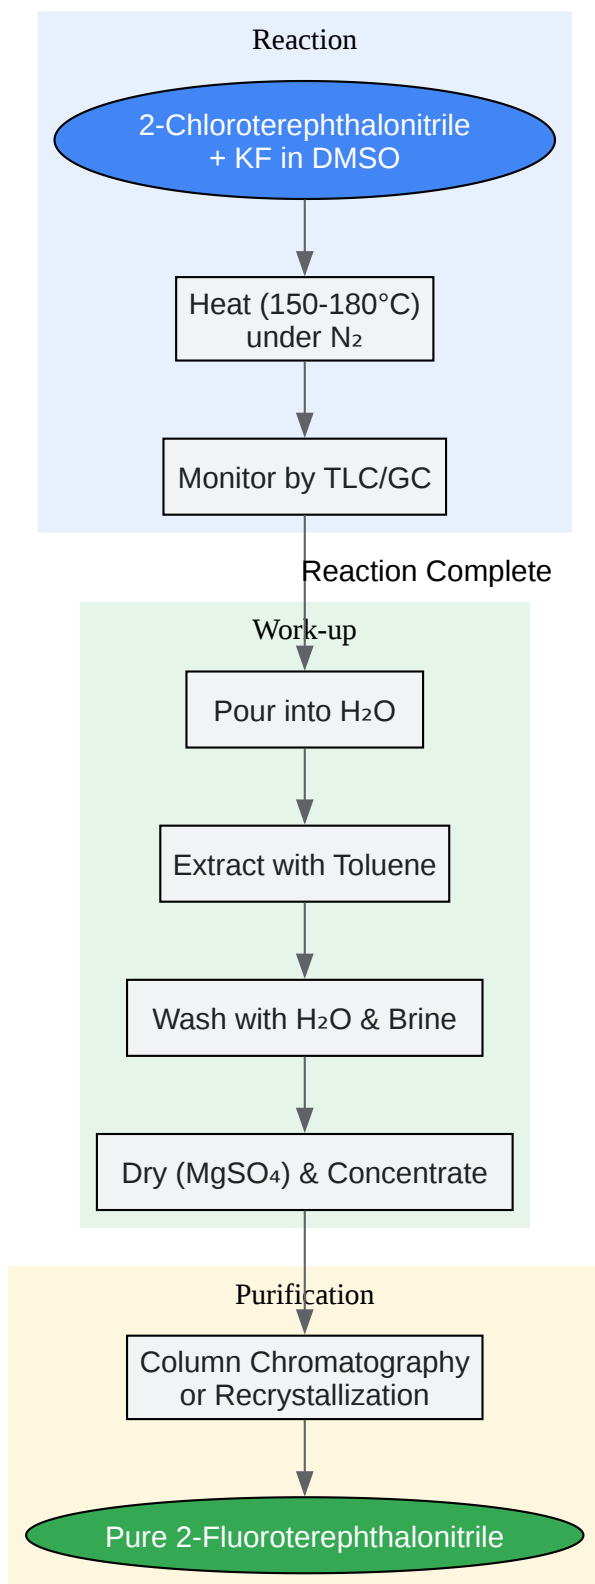 Reaction
2-Chloroterephthalonitrile
+ KF in DMSO
Heat (150-180°C)
under N₂
Monitor by TLC/GC
Reaction Complete
Work-up
Pour into H₂O
Extract with Toluene
Wash with H₂O & Brine
Dry (MgSO₄) & Concentrate
Purification
Column Chromatography
or Recrystallization
Pure 2-Fluoroterephthalonitrile